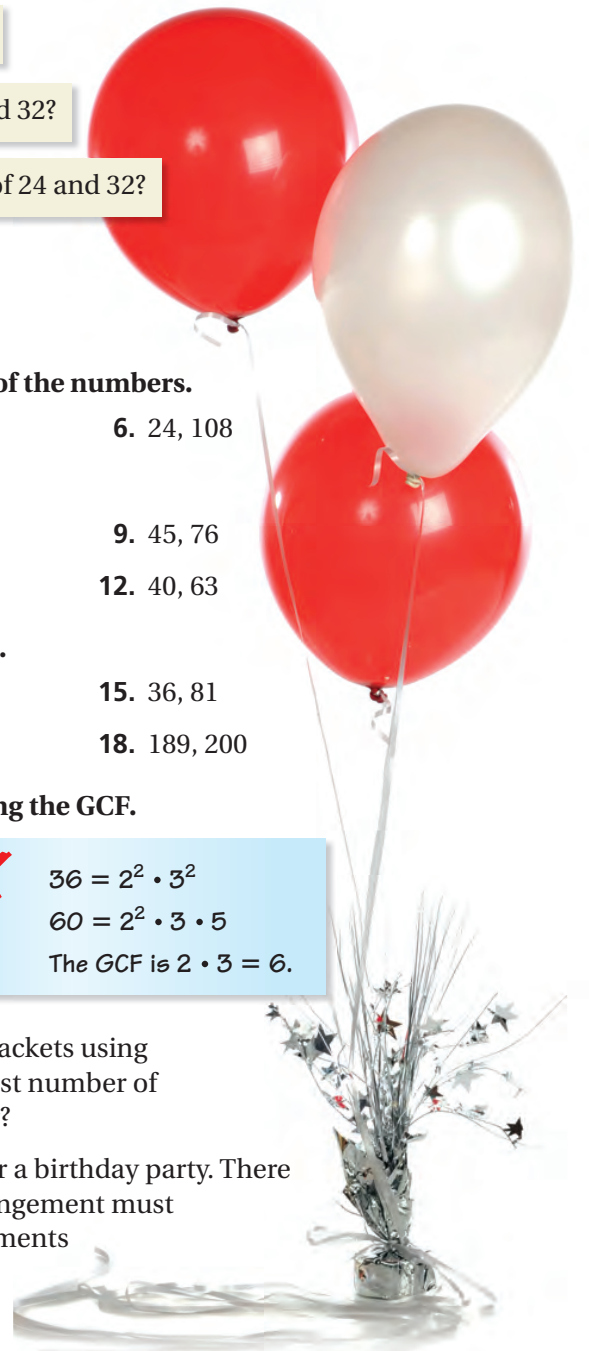 d 32?
of 24 and 32?
of the numbers.
6. 24, 108
9. 45, 76
12. 40, 63
.
15. 36, 81
18. 189, 200
ng the GCF.
36 = 2² • 3²
60 = 2² • 3 • 5
The GCF is 2 • 3 = 6.
ackets using
st number of
?
r a birthday party. There
ngement must
ments